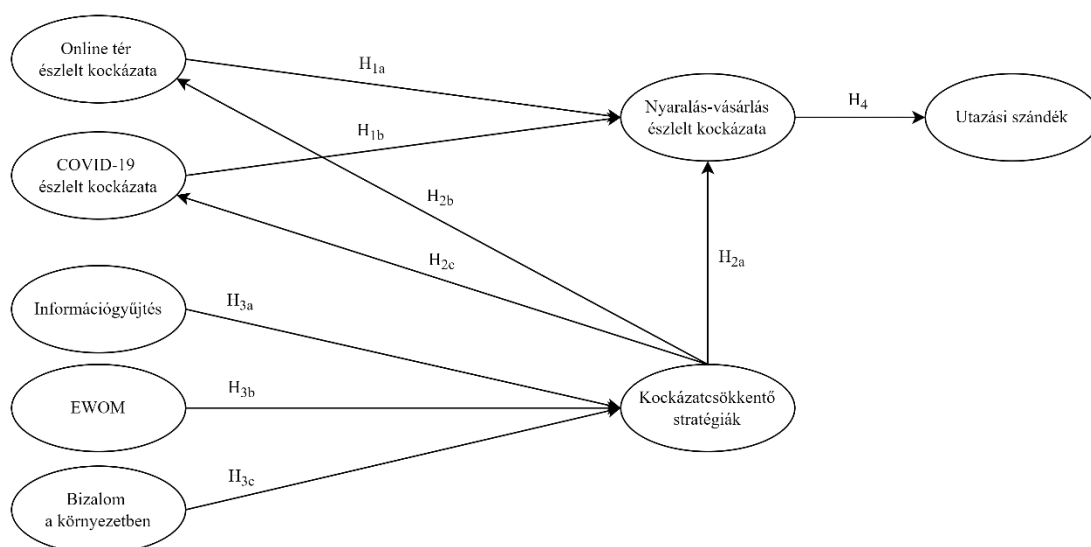 Online tér
észlelt kockázata
H1a
Nyaralás-vásárlás
észlelt kockázata
H4
Utazási szándék
H1b
COVID-19
észlelt kockázata
H2b
H2c
H2a
Információgyűjtés
H3a
EWOM
H3b
Kockázatcsökkentő
stratégiák
H3c
Bizalom
a környezetben